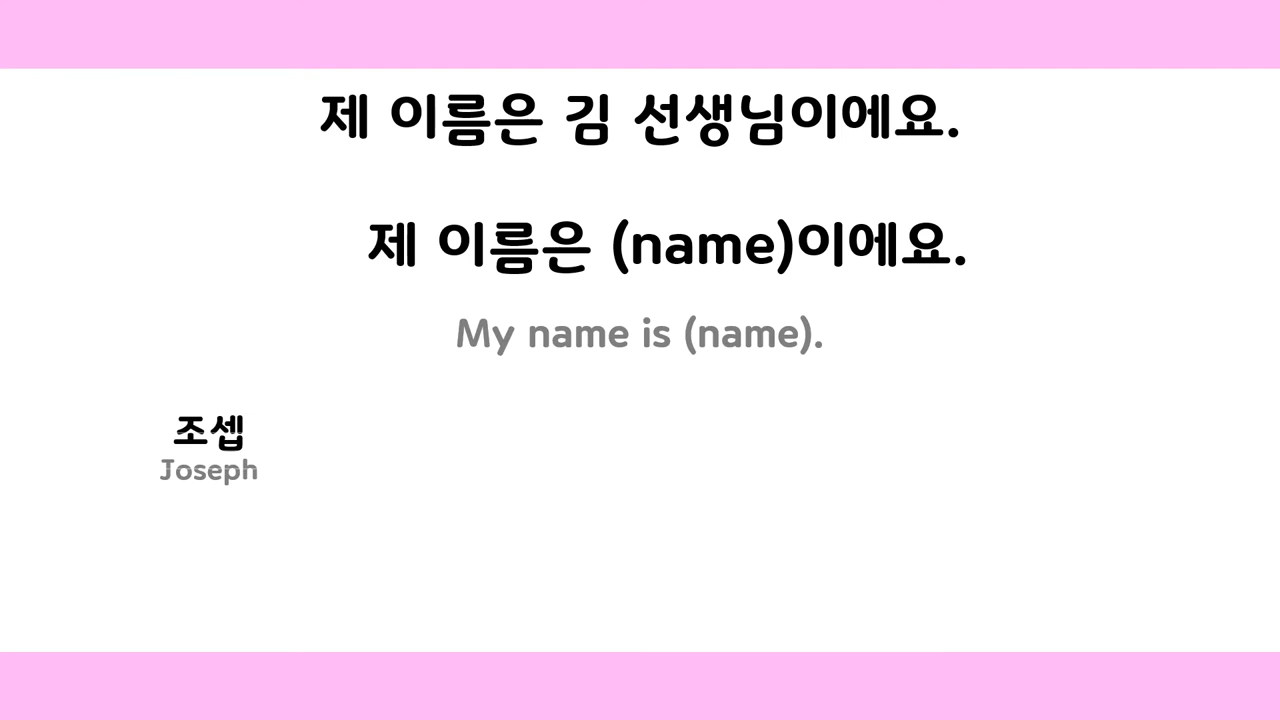 제 이름은 김 선생님이에요.
제 이름은 (name)이에요.
My name is (name).
조셉
Joseph